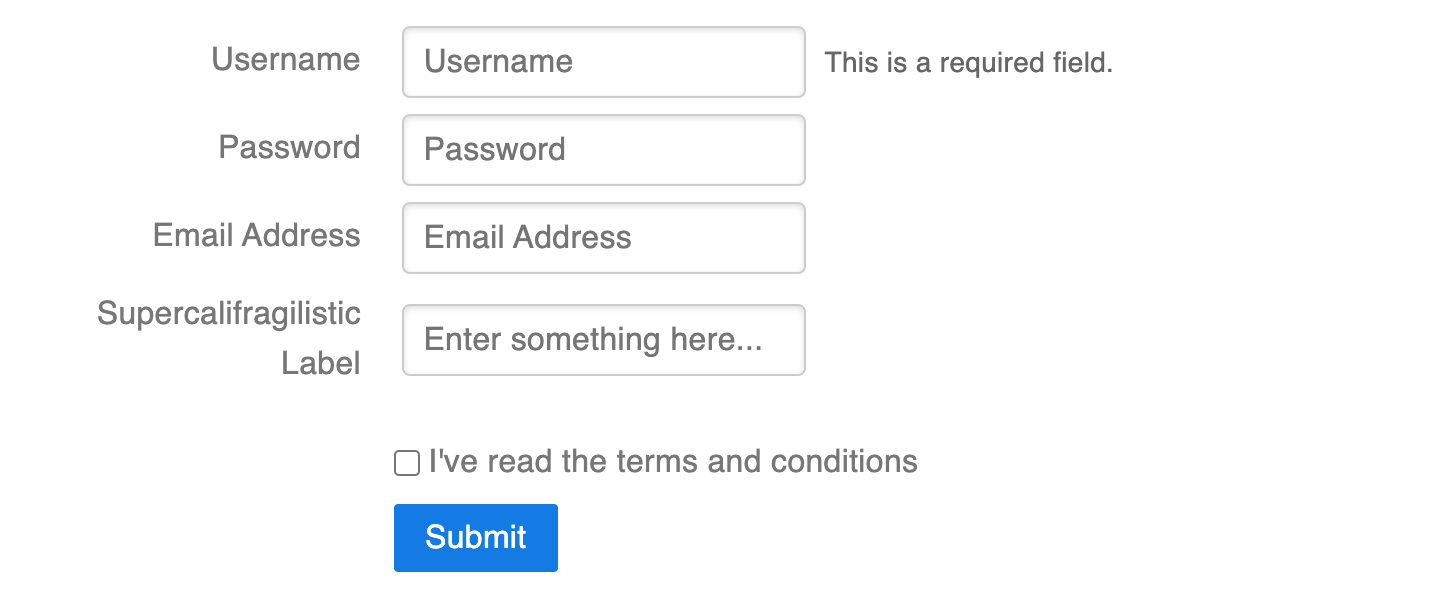 Username Username This is a required field.
Password Password
Email Address Email Address
Supercalifragilistic
Label
Enter something here...
I've read the terms and conditions
Submit